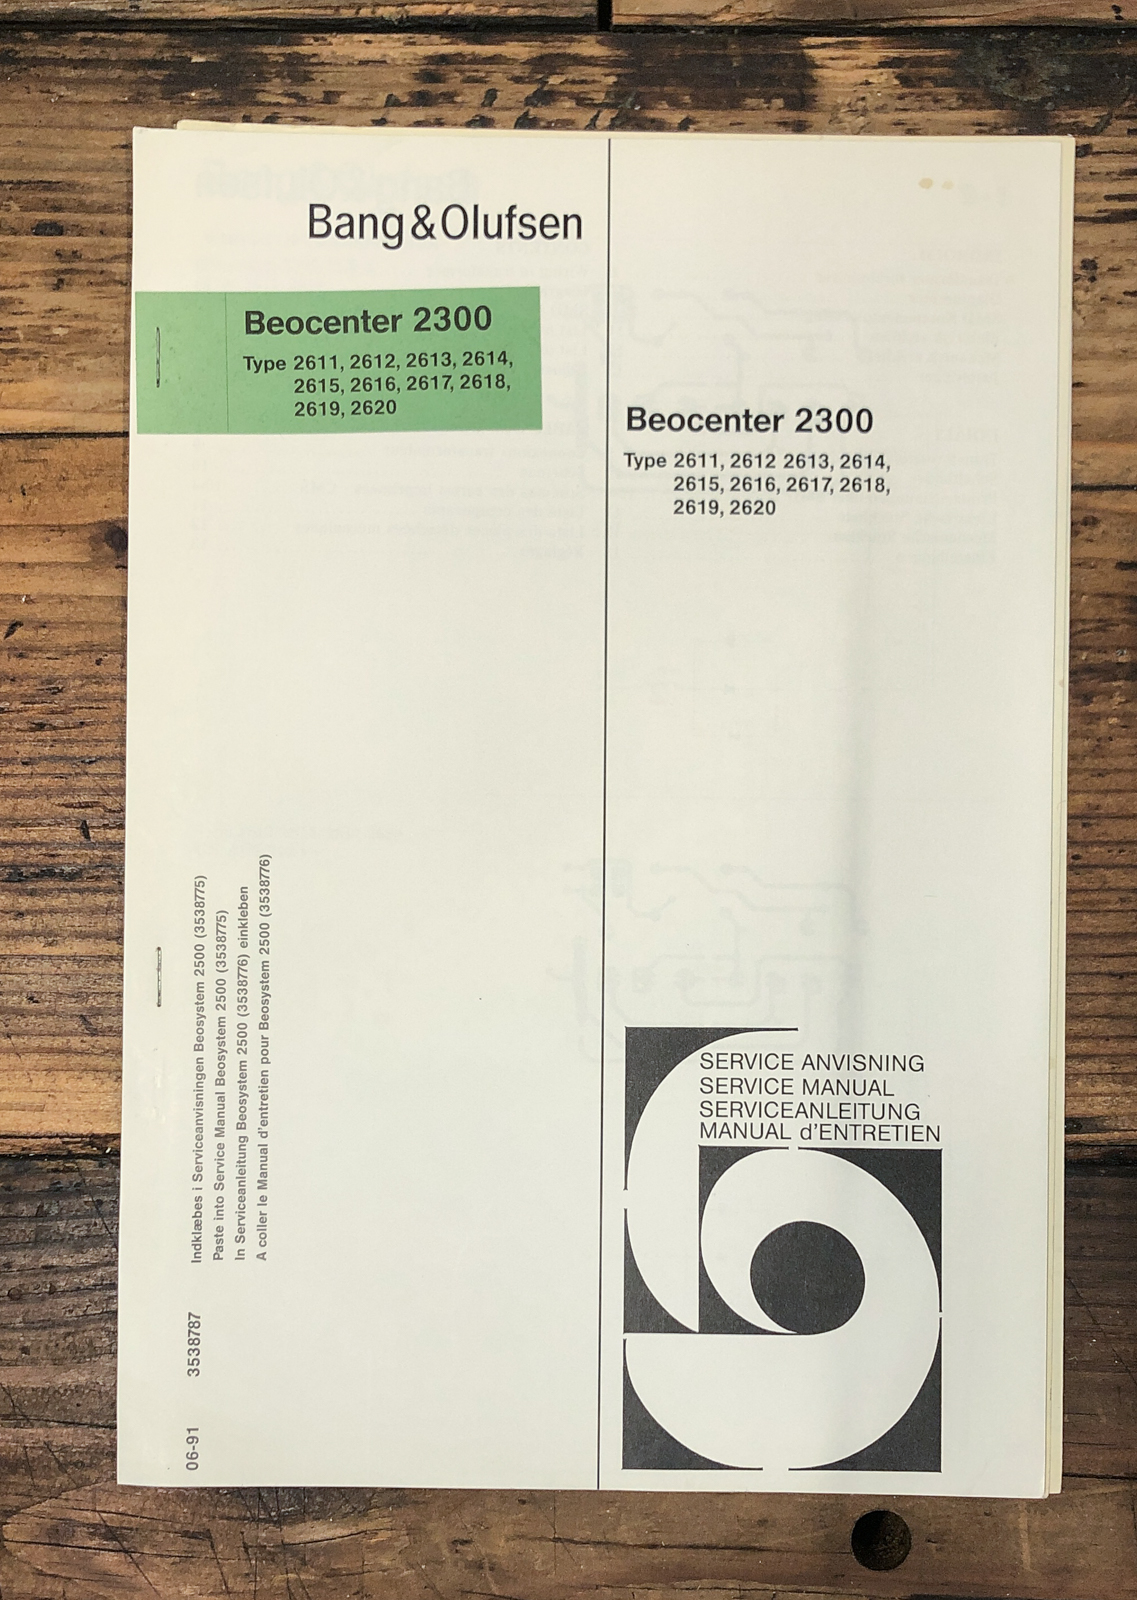 Bang&Olufsen
Beocenter 2300
Type 2611, 2612, 2613, 2614,
2615, 2616, 2617, 2618,
2619, 2620
Beocenter 2300
Type 2611, 2612 2613, 2614,
2615, 2616, 2617, 2618,
2619, 2620
SERVICE ANVISNING
SERVICE MANUAL
SERVICEANLEITUNG
MANUAL d'ENTRETIEN
Indklæbes i Serviceanvisningen Beosystem 2500 (3538775)
Paste into Service Manual Beosystem 2500 (3538775)
In Serviceanleitung Beosystem 2500 (3538776) einkleben
A coller le Manual d'entretien pour Beosystem 2500 (3538776)
3538787
06-91